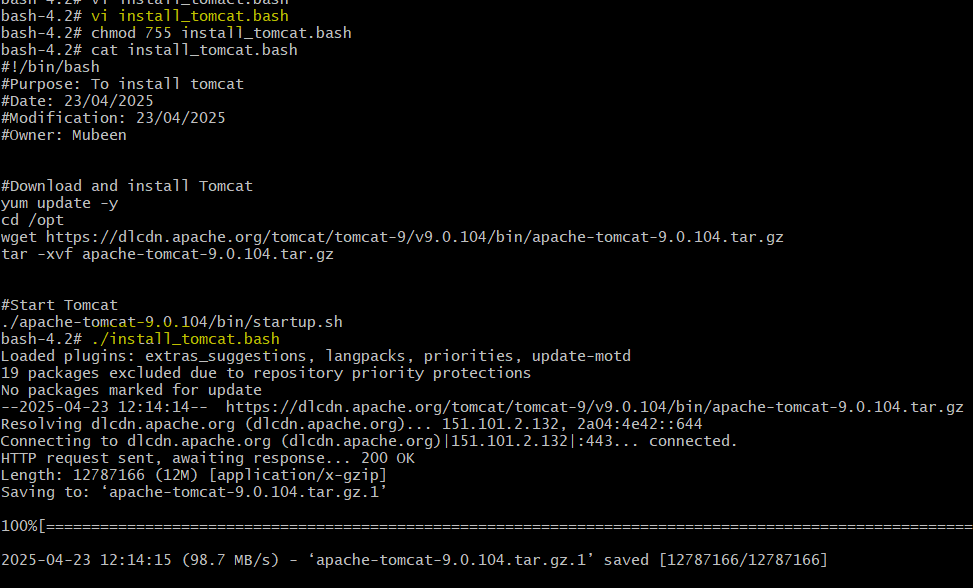 bash-4.2# vi install_tomcat.bash
bash-4.2# vi install_tomcat.bash
bash-4.2# chmod 755 install_tomcat.bash
bash-4.2# cat install_tomcat.bash
#!/bin/bash
#Purpose: To install tomcat
#Date: 23/04/2025
#Modification: 23/04/2025
#Owner: Mubeen
#Download and install Tomcat
yum update -y
cd /opt
wget https://dlcdn.apache.org/tomcat/tomcat-9/v9.0.104/bin/apache-tomcat-9.0.104.tar.gz
tar -xvf apache-tomcat-9.0.104.tar.gz
#Start Tomcat
./apache-tomcat-9.0.104/bin/startup.sh
bash-4.2# ./install_tomcat.bash
Loaded plugins: extras_suggestions, langpacks, priorities, update-motd
19 packages excluded due to repository priority protections
No packages marked for update
--2025-04-23 12:14:14--  https://dlcdn.apache.org/tomcat/tomcat-9/v9.0.104/bin/apache-tomcat-9.0.104.tar.gz
Resolving dlcdn.apache.org (dlcdn.apache.org)... 151.101.2.132, 2a04:4e42::644
Connecting to dlcdn.apache.org (dlcdn.apache.org)|151.101.2.132|:443... connected.
HTTP request sent, awaiting response... 200 OK
Length: 12787166 (12M) [application/x-gzip]
Saving to: ‘apache-tomcat-9.0.104.tar.gz.1’
100%[=======================================================================================================
2025-04-23 12:14:15 (98.7 MB/s) - ‘apache-tomcat-9.0.104.tar.gz.1’ saved [12787166/12787166]